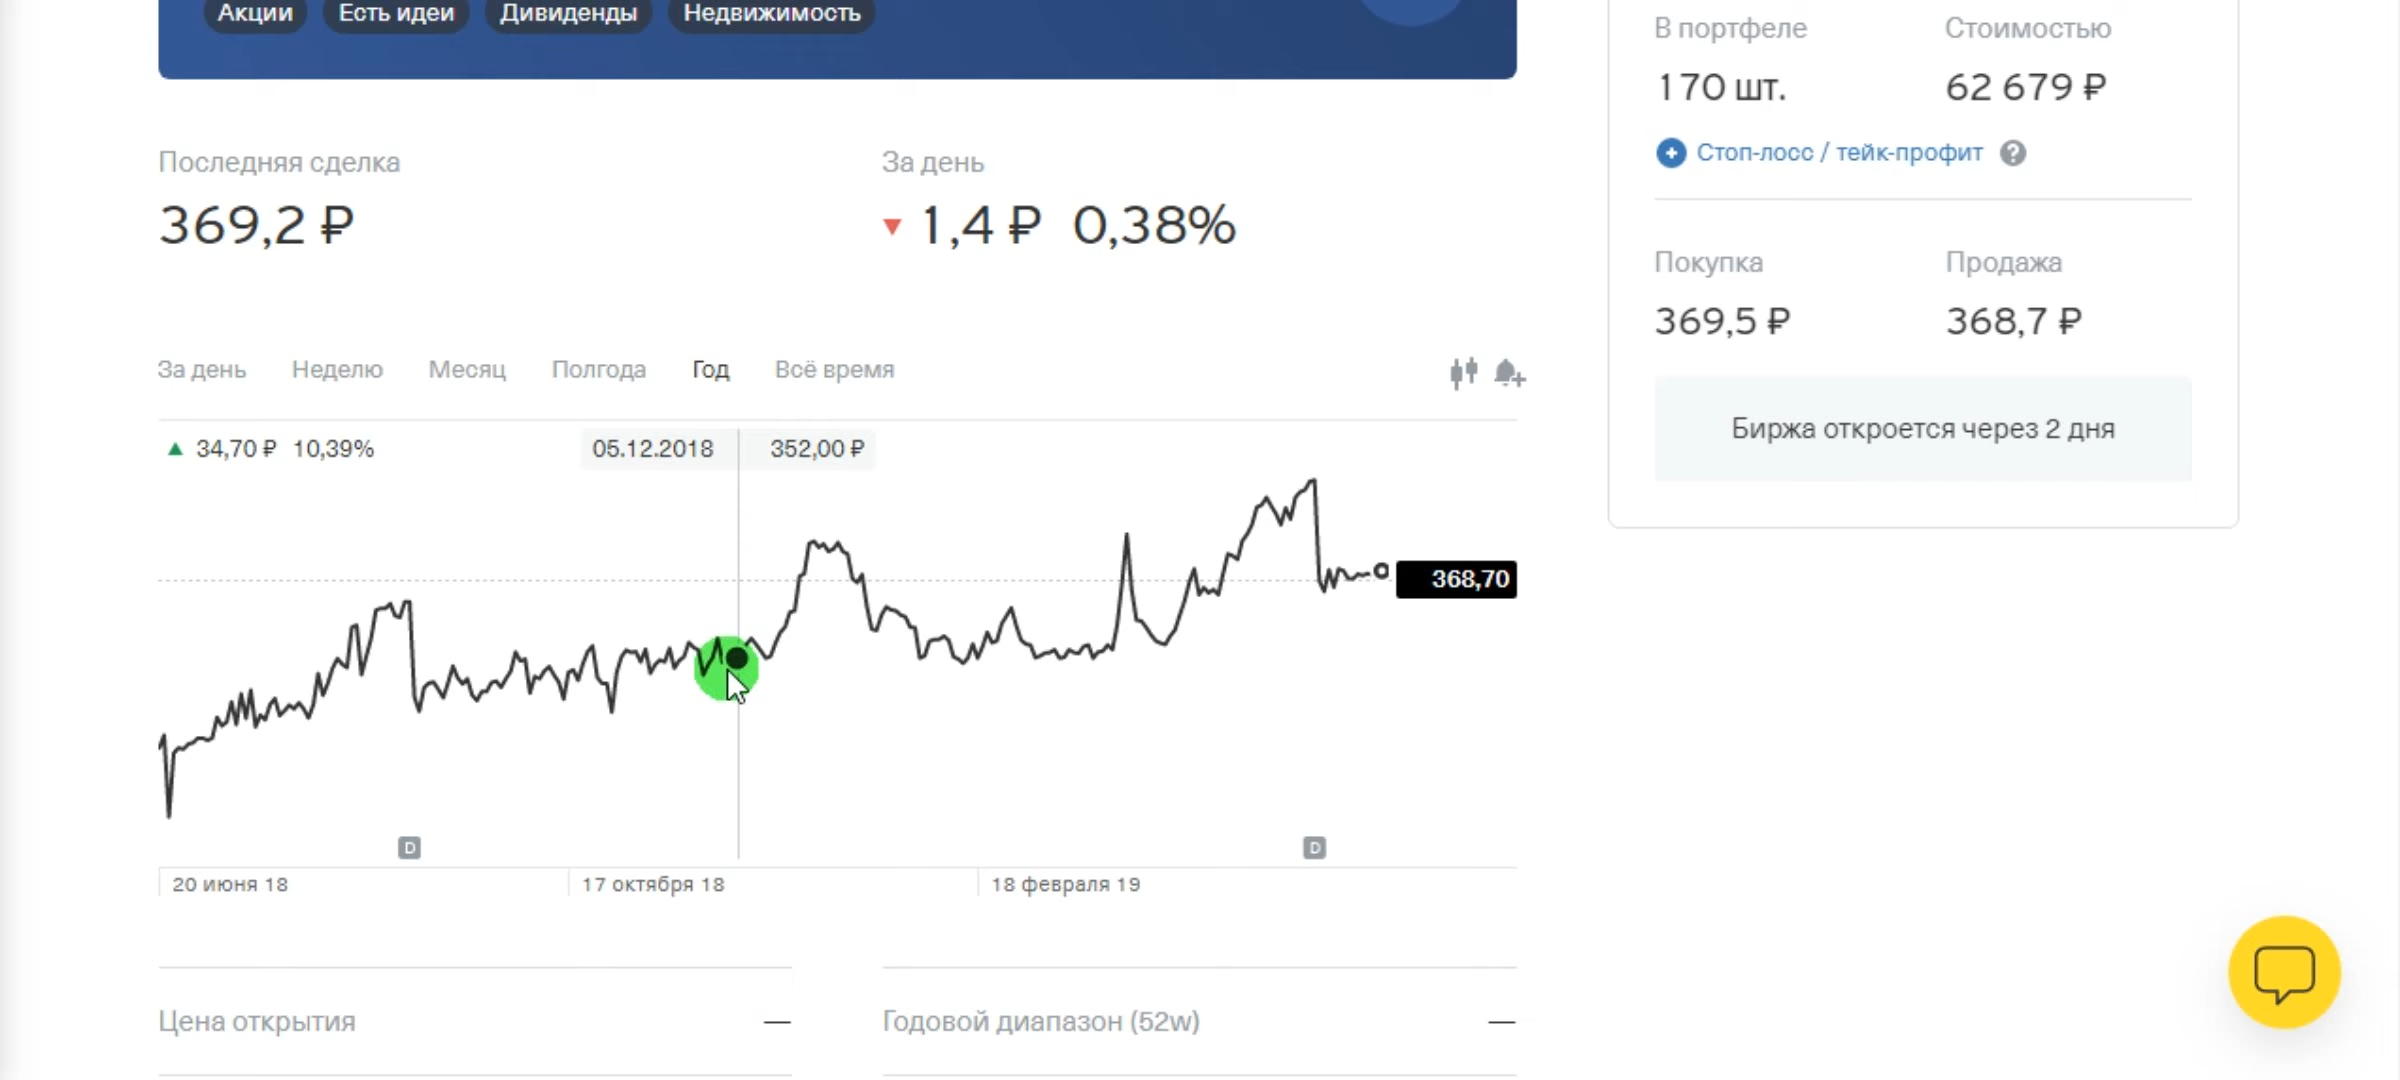 Акции Есть идеи Дивиденды Недвижимость
Последняя сделка
369,2 ₽
За день
1,4 ₽ 0,38%
За день Неделю Месяц Полгода Год Всё время
34,70 ₽ 10,39%
05.12.2018 352,00 ₽
368,70
D D
20 июня 18 17 октября 18 18 февраля 19
Цена открытия —
Годовой диапазон (52w) —
В портфеле Стоимостью
170 шт. 62 679 ₽
Стоп-лосс / тейк-профит ?
Покупка Продажа
369,5 ₽ 368,7 ₽
Биржа откроется через 2 дня